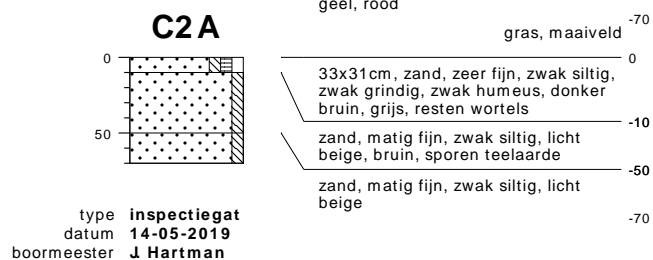 geel, rood
-70
C2A
gras, maaiveld
0
0
33x31cm, zand, zeer fijn, zwak siltig,
zwak grindig, zwak humeus, donker
bruin, grijs, resten wortels
-10
50
zand, matig fijn, zwak siltig, licht
beige, bruin, sporen teelaarde
-50
zand, matig fijn, zwak siltig, licht
beige
-70
type inspectiegat
datum 14-05-2019
boormeester J. Hartman